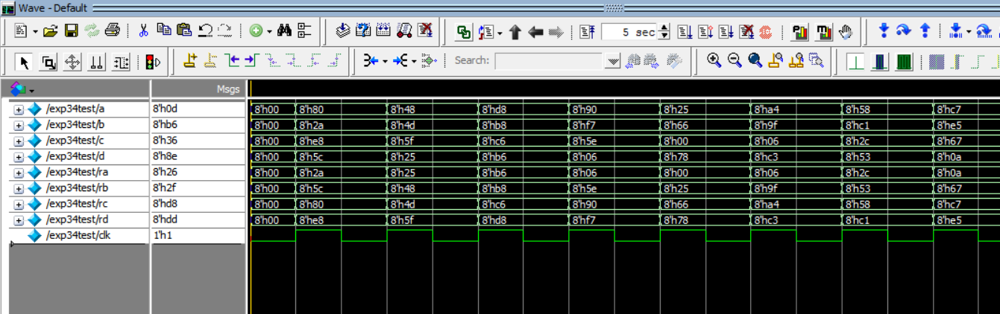 Wave - Default
5 sec
Search:
Msgs
/exp34test/a 8'h0d 8'h00 8'h80 8'h48 8'hd8 8'h90 8'h25 8'ha4 8'h58 8'hc7
/exp34test/b 8'hb6 8'h00 8'h2a 8'h4d 8'hb8 8'hf7 8'h66 8'h9f 8'hc1 8'he5
/exp34test/c 8'h36 8'h00 8'he8 8'h5f 8'hc6 8'h5e 8'h00 8'h06 8'h2c 8'h67
/exp34test/d 8'h8e 8'h00 8'h5c 8'h25 8'hb6 8'h06 8'h78 8'hc3 8'h53 8'h0a
/exp34test/ra 8'h26 8'h00 8'h2a 8'h25 8'hb6 8'h06 8'h00 8'h06 8'h2c 8'h0a
/exp34test/rb 8'h2f 8'h00 8'h5c 8'h48 8'hb8 8'h5e 8'h25 8'h9f 8'h53 8'h67
/exp34test/rc 8'hd8 8'h00 8'h80 8'h4d 8'hc6 8'h90 8'h66 8'ha4 8'h58 8'hc7
/exp34test/rd 8'hdd 8'h00 8'he8 8'h5f 8'hd8 8'hf7 8'h78 8'hc3 8'hc1 8'he5
/exp34test/clk 1'h1